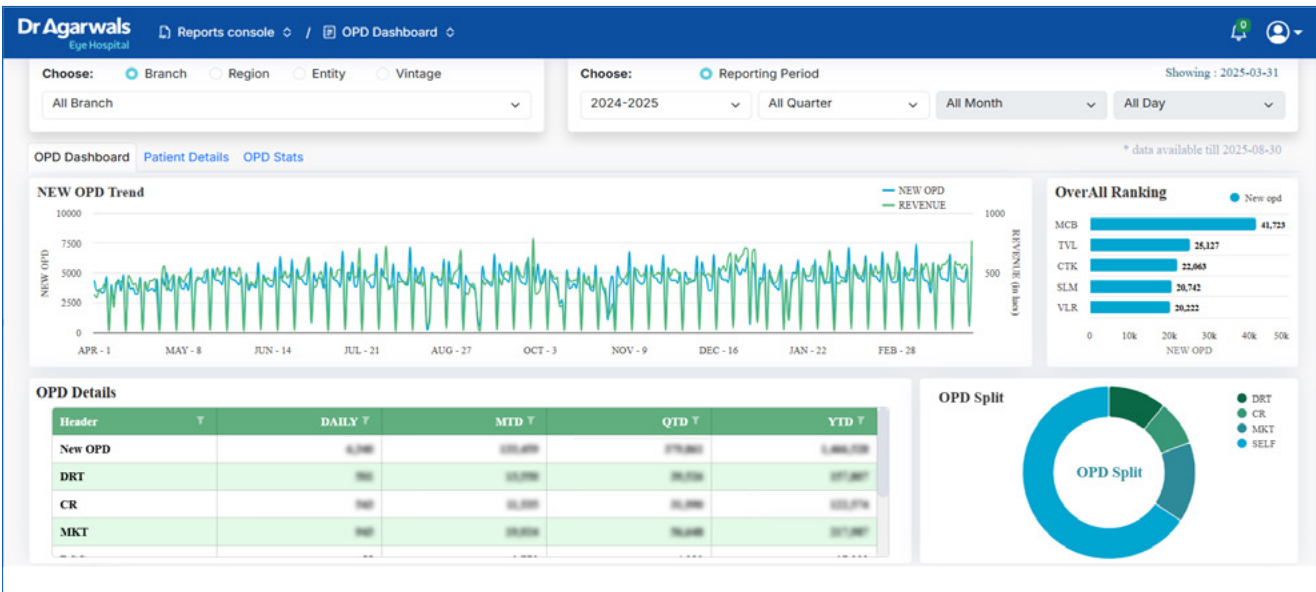 Dr Agarwals
Eye Hospital
Reports console / OPD Dashboard
0
Choose: Branch Region Entity Vintage
All Branch
Choose: Reporting Period Showing : 2025-03-31
2024-2025 All Quarter All Month All Day
OPD Dashboard Patient Details OPD Stats
* data available till 2025-08-30
NEW OPD Trend
NEW OPD
REVENUE
10000
7500
5000
2500
0
NEW OPD
1000
500
REVENUE (in lacs)
APR - 1 MAY - 8 JUN - 14 JUL - 21 AUG - 27 OCT - 3 NOV - 9 DEC - 16 JAN - 22 FEB - 28
OverAll Ranking
New opd
MCB 41,723
TVL 25,127
CTK 22,063
SLM 20,742
VLR 20,222
0 10k 20k 30k 40k 50k
NEW OPD
OPD Details
Header DAILY MTD QTD YTD
New OPD
DRT
CR
MKT
OPD Split
DRT
CR
MKT
SELF
OPD Split